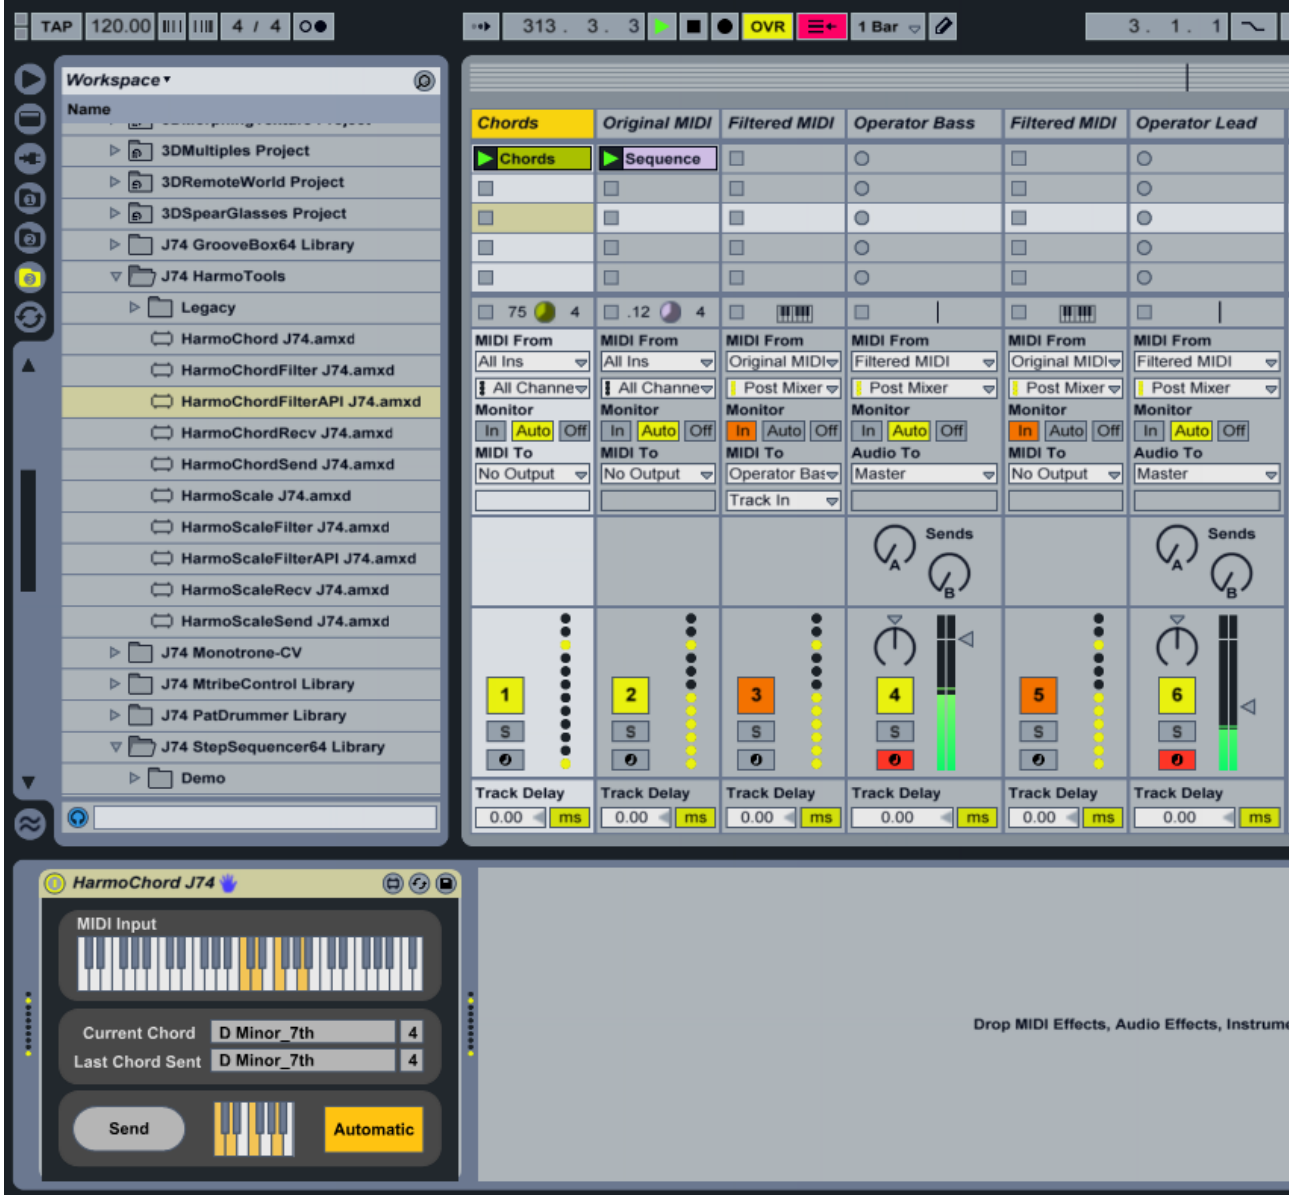 TAP 120.00 4 / 4 313. 3. 3 OVR 1 Bar 3. 1. 1
Workspace
Name
3DMultiples Project
3DRemoteWorld Project
3DSpearGlasses Project
J74 GrooveBox64 Library
J74 HarmoTools
Legacy
HarmoChord J74.amxd
HarmoChordFilter J74.amxd
HarmoChordFilterAPI J74.amxd
HarmoChordRecv J74.amxd
HarmoChordSend J74.amxd
HarmoScale J74.amxd
HarmoScaleFilter J74.amxd
HarmoScaleFilterAPI J74.amxd
HarmoScaleRecv J74.amxd
HarmoScaleSend J74.amxd
J74 Monotrone-CV
J74 MtribeControl Library
J74 PatDrummer Library
J74 StepSequencer64 Library
Demo
Chords Original MIDI Filtered MIDI Operator Bass Filtered MIDI Operator Lead
Chords Sequence
75 4 .12 4
MIDI From MIDI From MIDI From MIDI From MIDI From MIDI From
All Ins All Ins Original MIDI Filtered MIDI Original MIDI Filtered MIDI
All Channe All Channe Post Mixer Post Mixer Post Mixer Post Mixer
Monitor Monitor Monitor Monitor Monitor Monitor
In Auto Off In Auto Off In Auto Off In Auto Off In Auto Off In Auto Off
MIDI To MIDI To MIDI To Audio To MIDI To Audio To
No Output No Output Operator Bas Master No Output Master
Track In
Sends Sends
A A
B B
1 2 3 4 5 6
S S S S S S
Track Delay Track Delay Track Delay Track Delay Track Delay Track Delay
0.00 ms 0.00 ms 0.00 ms 0.00 ms 0.00 ms 0.00 ms
HarmoChord J74
MIDI Input
Current Chord D Minor_7th 4
Last Chord Sent D Minor_7th 4
Send Automatic
Drop MIDI Effects, Audio Effects, Instrume